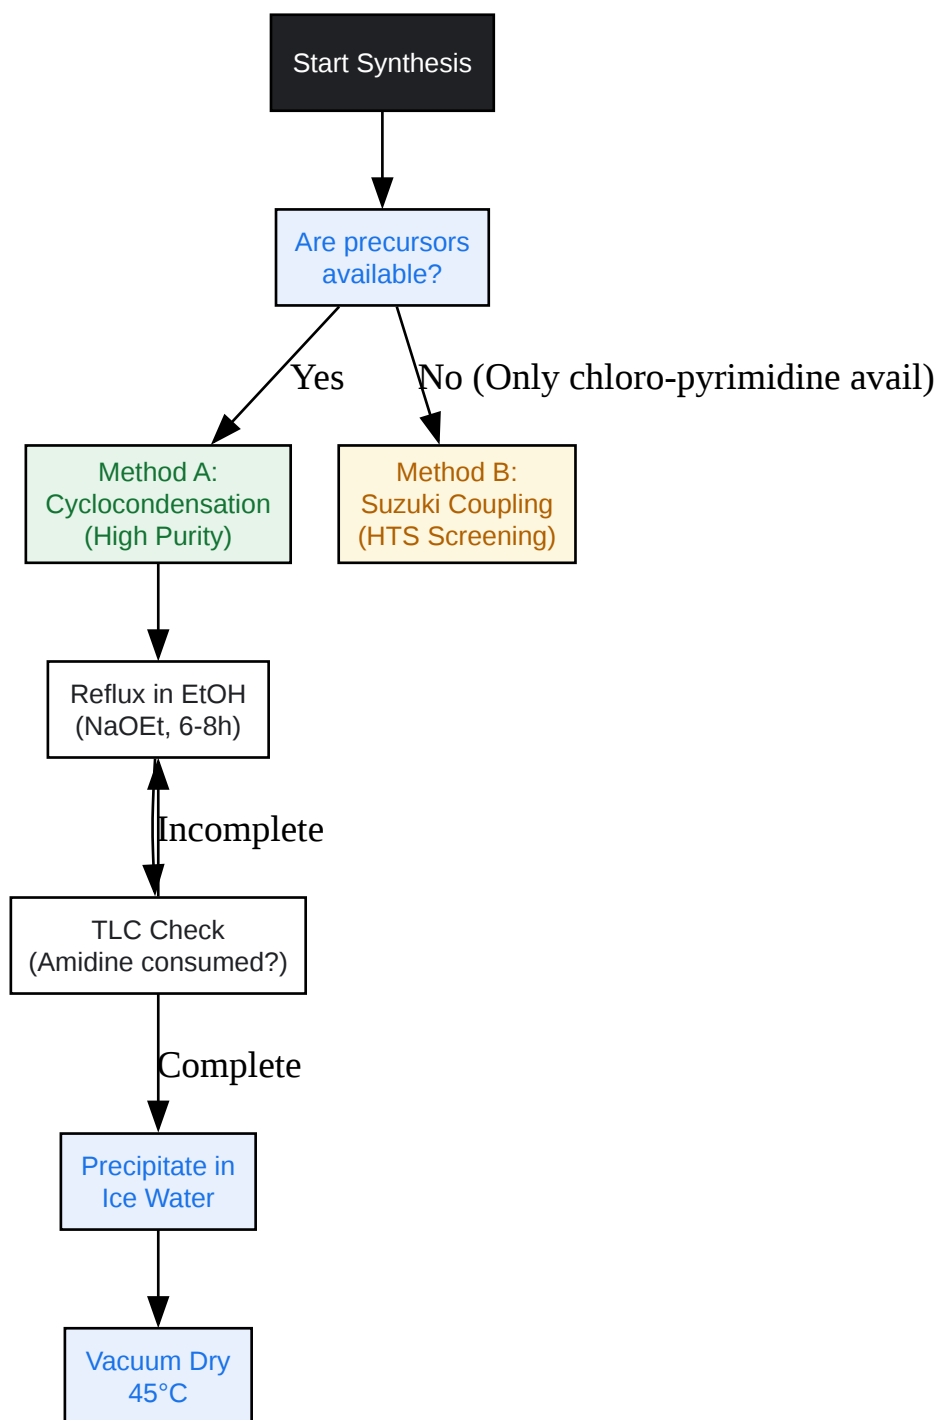 Start Synthesis
Are precursors
available?
Yes
No (Only chloro-pyrimidine avail)
Method A:
Cyclocondensation
(High Purity)
Method B:
Suzuki Coupling
(HTS Screening)
Reflux in EtOH
(NaOEt, 6-8h)
Incomplete
TLC Check
(Amidine consumed?)
Complete
Precipitate in
Ice Water
Vacuum Dry
45°C